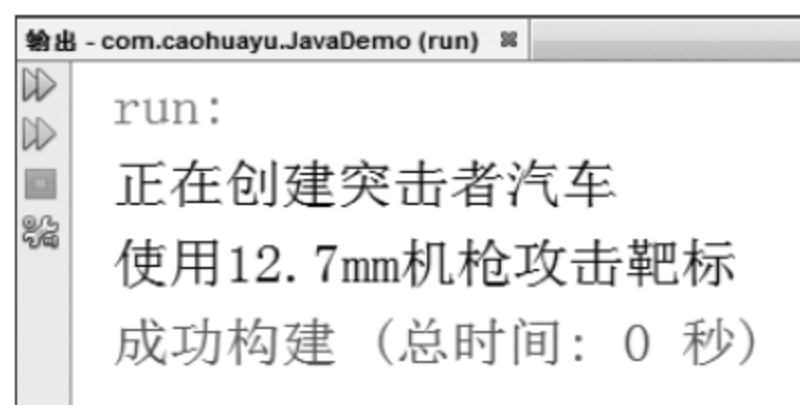 输出 - com.caohuayu.JavaDemo (run)
run:
正在创建突击者汽车
使用12.7mm机枪攻击靶标
成功构建 (总时间: 0 秒)